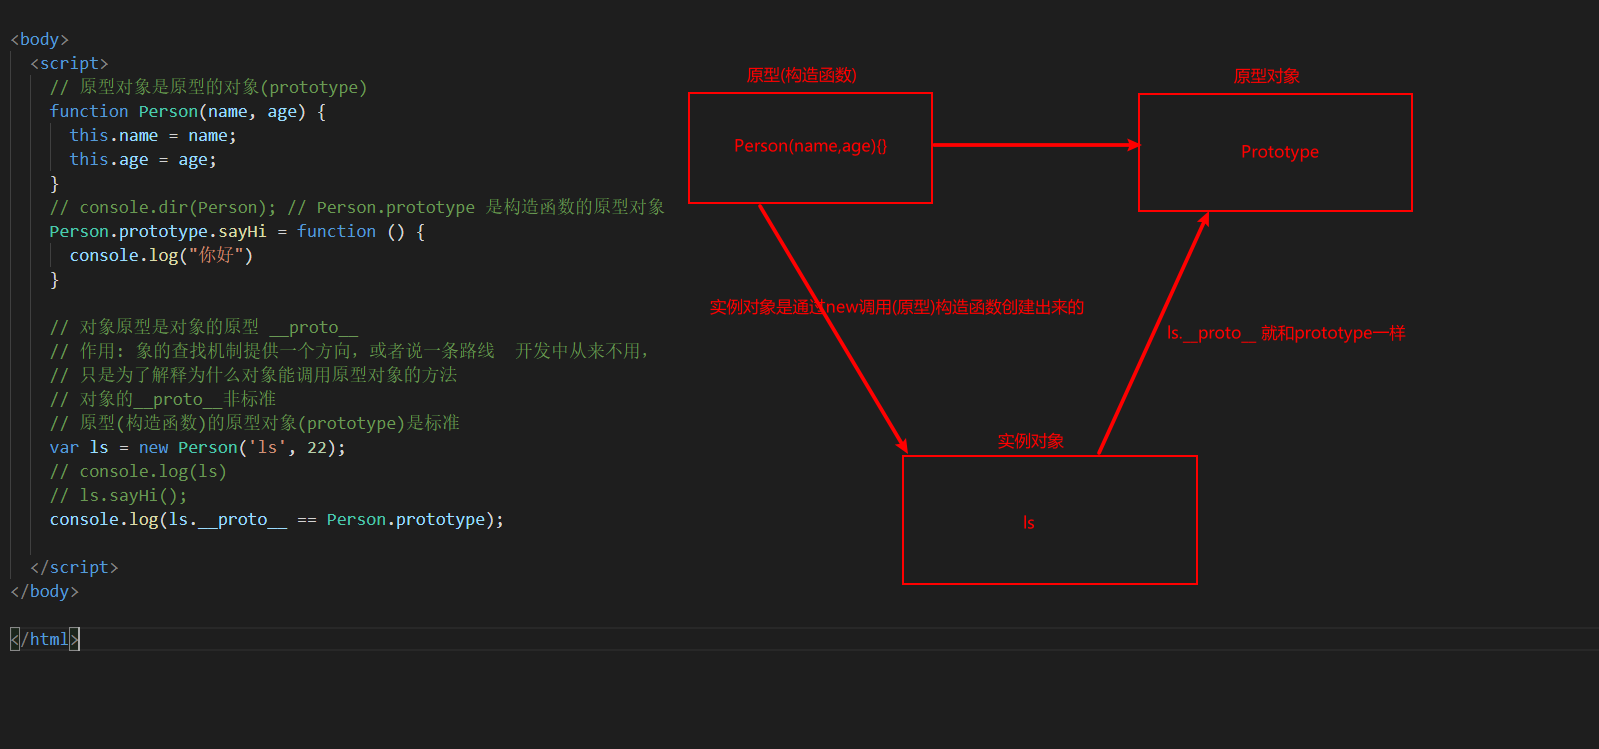 <body>
<script>
// 原型对象是原型的对象(prototype)
function Person(name, age) {
this.name = name;
this.age = age;
}
// console.dir(Person); // Person.prototype 是构造函数的原型对象
Person.prototype.sayHi = function () {
console.log("你好")
}
// 对象原型是对象的原型 __proto__
// 作用: 象的查找机制提供一个方向，或者说一条路线  开发中从来不用，
// 只是为了解释为什么对象能调用原型对象的方法
// 对象的__proto__非标准
// 原型(构造函数)的原型对象(prototype)是标准
var ls = new Person('ls', 22);
// console.log(ls)
// ls.sayHi();
console.log(ls.__proto__ == Person.prototype);
</script>
</body>
</html>
原型(构造函数)
Person(name,age){}
原型对象
Prototype
实例对象是通过new调用(原型)构造函数创建出来的
ls.__proto__ 就和prototype一样
实例对象
ls